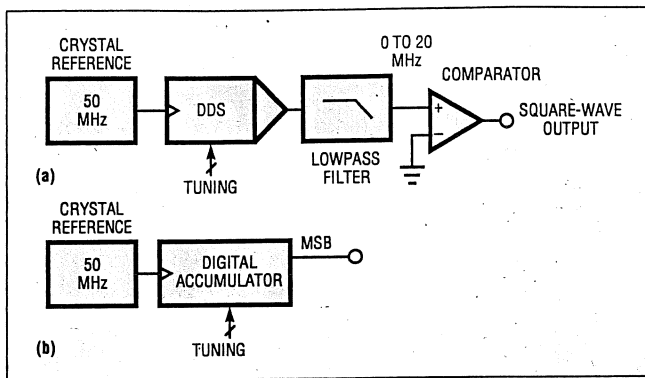 CRYSTAL
REFERENCE
50
MHz
DDS
TUNING
LOWPASS
FILTER
0 TO 20
MHz
COMPARATOR
+
−
SQUARE-WAVE
OUTPUT
(a)
CRYSTAL
REFERENCE
50
MHz
DIGITAL
ACCUMULATOR
MSB
TUNING
(b)